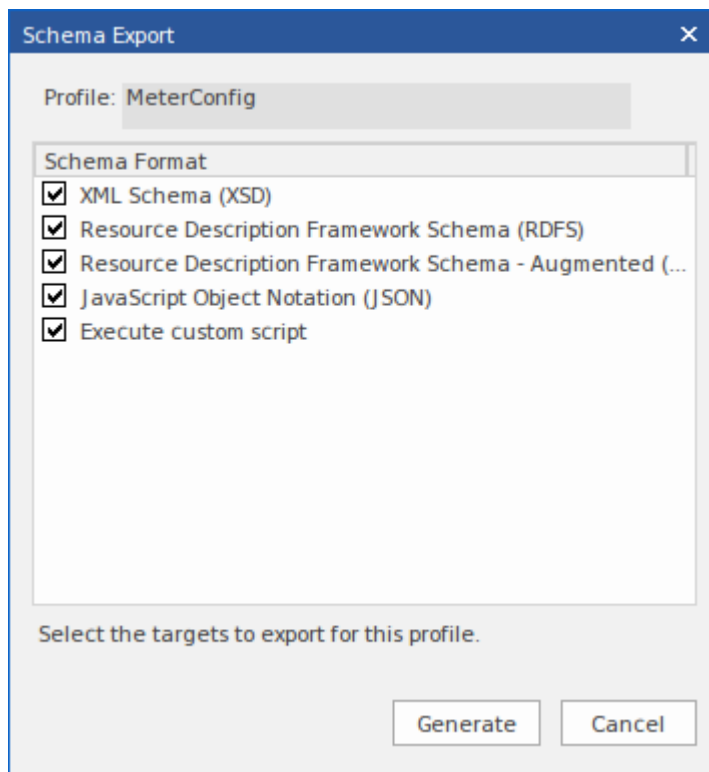 Schema Export
Profile: MeterConfig
Schema Format
XML Schema (XSD)
Resource Description Framework Schema (RDFS)
Resource Description Framework Schema - Augmented (...
JavaScript Object Notation (JSON)
Execute custom script
Select the targets to export for this profile.
Generate Cancel